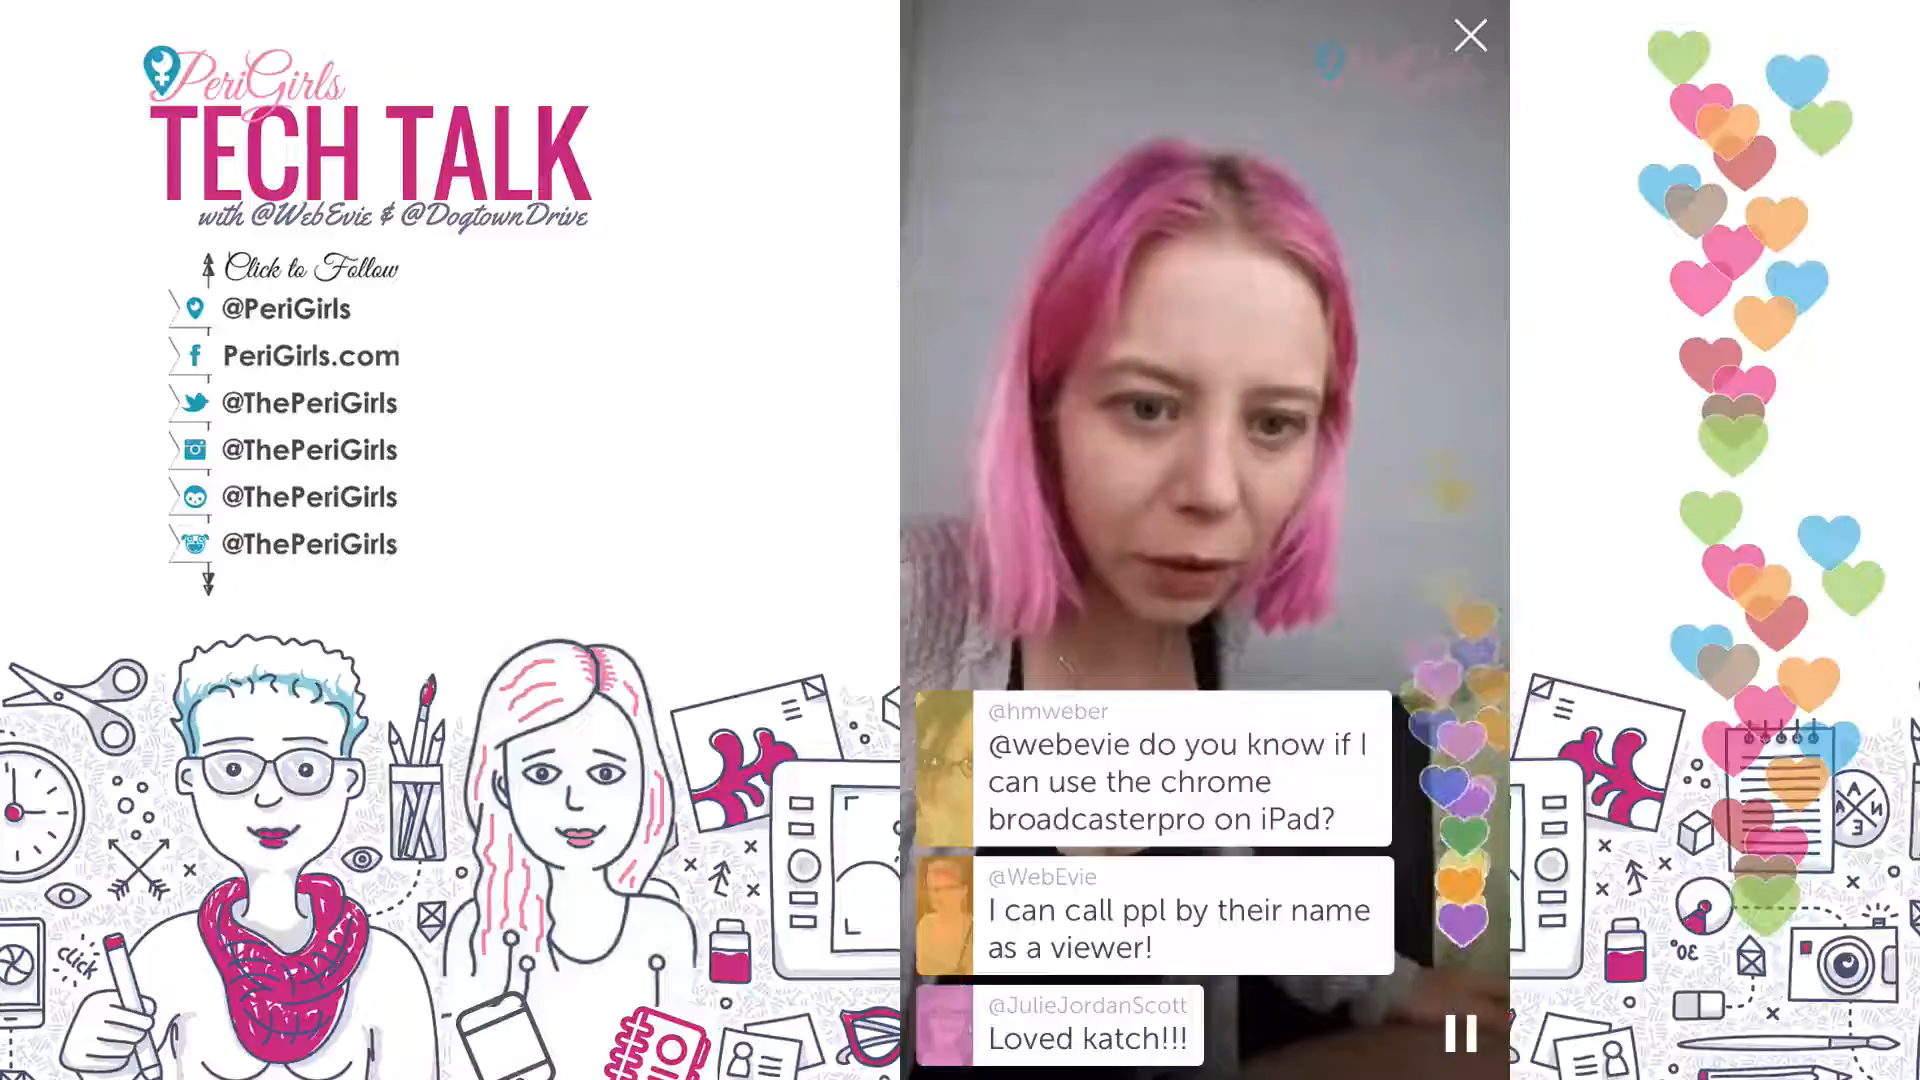 PeriGirls
TECH TALK
with @WebEvie & @DogtownDrive
Click to Follow
@PeriGirls
PeriGirls.com
@ThePeriGirls
@ThePeriGirls
@ThePeriGirls
@ThePeriGirls
click
@hmweber
@webevie do you know if I
can use the chrome
broadcasterpro on iPad?
@WebEvie
I can call ppl by their name
as a viewer!
@JulieJordanScott
Loved katch!!!
30°